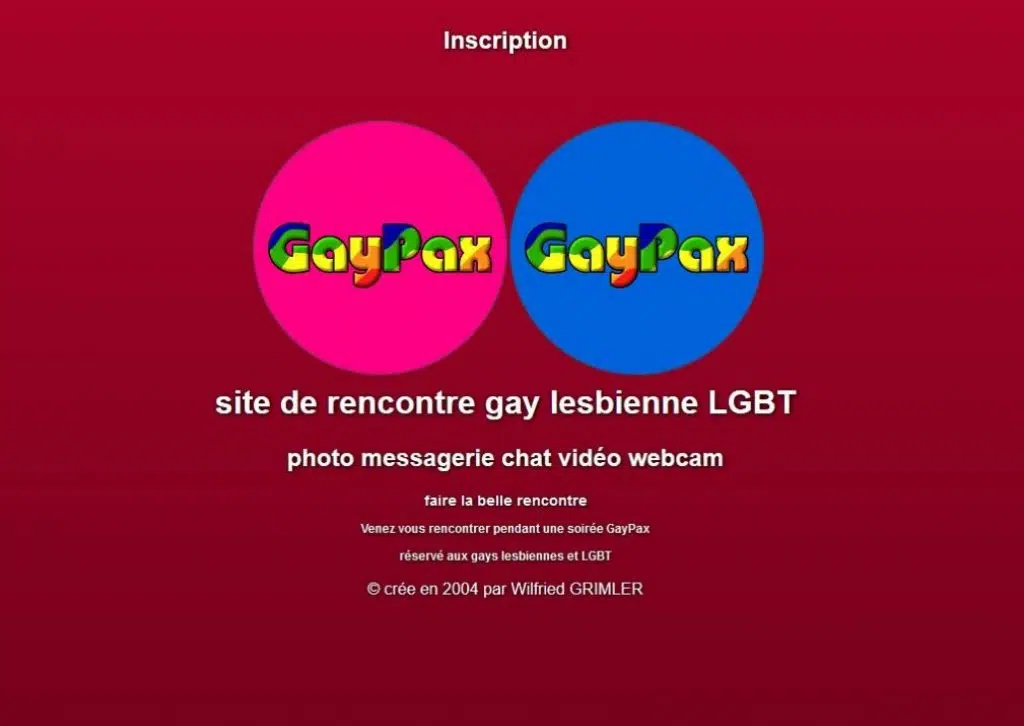 Inscription
GayPax GayPax
site de rencontre gay lesbienne LGBT
photo messagerie chat vidéo webcam
faire la belle rencontre
Venez vous rencontrer pendant une soirée GayPax
réservé aux gays lesbiennes et LGBT
© crée en 2004 par Wilfried GRIMLER